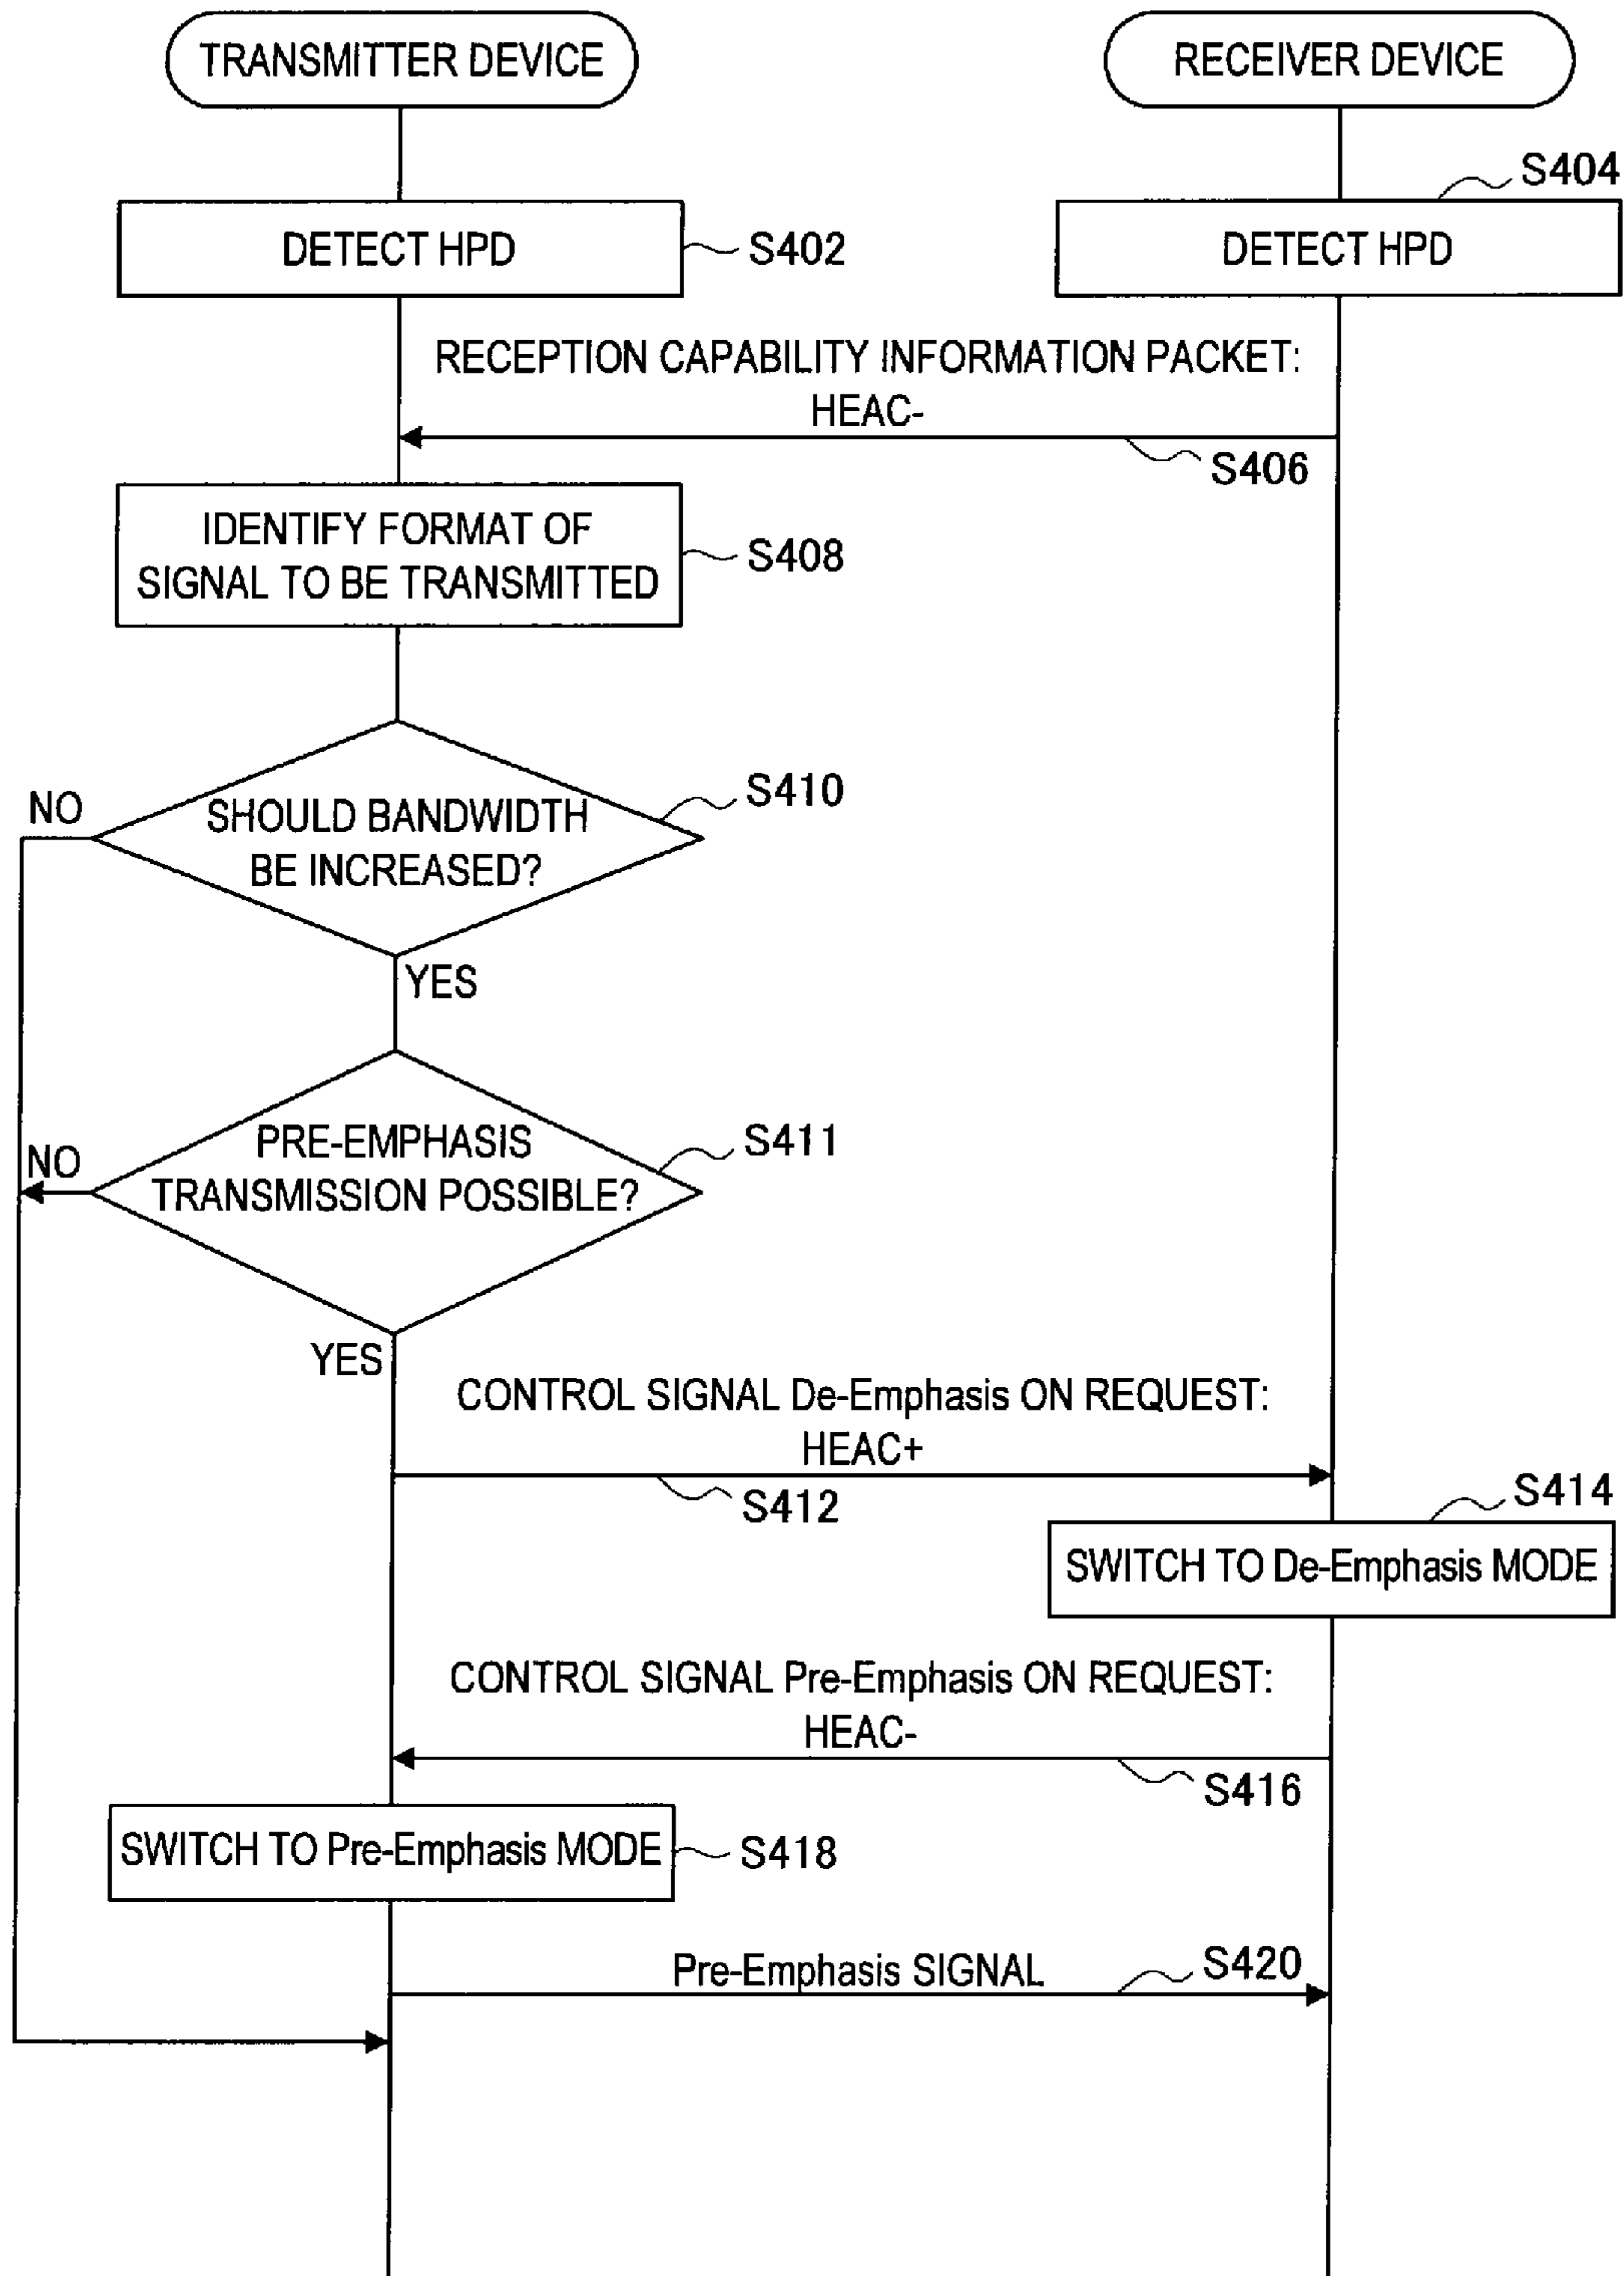 TRANSMITTER DEVICE
RECEIVER DEVICE
S404
DETECT HPD
S402
DETECT HPD
RECEPTION CAPABILITY INFORMATION PACKET:
HEAC-
S406
IDENTIFY FORMAT OF
SIGNAL TO BE TRANSMITTED
S408
NO
SHOULD BANDWIDTH
BE INCREASED?
S410
YES
NO
PRE-EMPHASIS
TRANSMISSION POSSIBLE?
S411
YES
CONTROL SIGNAL De-Emphasis ON REQUEST:
HEAC+
S412
S414
SWITCH TO De-Emphasis MODE
CONTROL SIGNAL Pre-Emphasis ON REQUEST:
HEAC-
S416
SWITCH TO Pre-Emphasis MODE
S418
Pre-Emphasis SIGNAL
S420